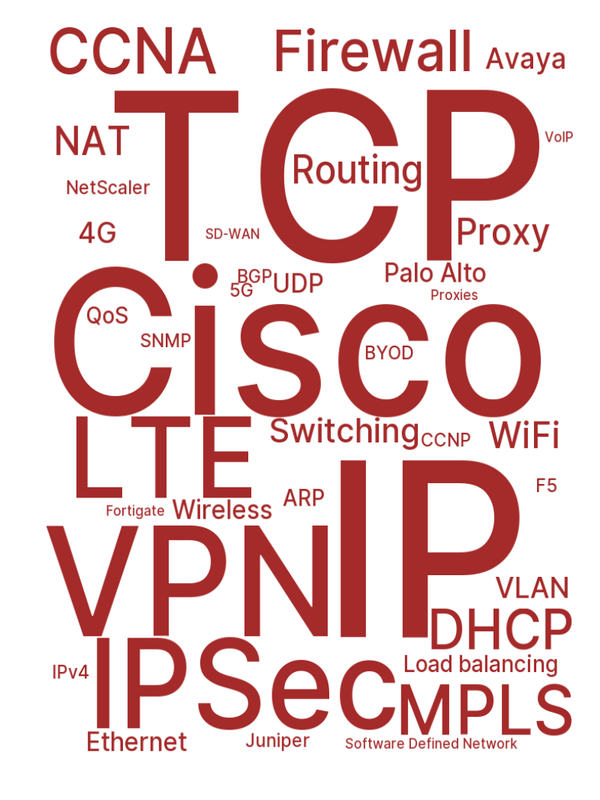 CCNA Firewall Avaya
TCP
NAT Routing VoIP
NetScaler
4G SD-WAN Proxy
BGP Palo Alto
5G UDP Proxies
Cisco
QoS SNMP BYOD
LTE Switching CCNP WiFi
IP F5
Fortigate Wireless ARP
VPN VLAN
DHCP
IPSec Load balancing
IPv4 MPLS
Ethernet Juniper Software Defined Network